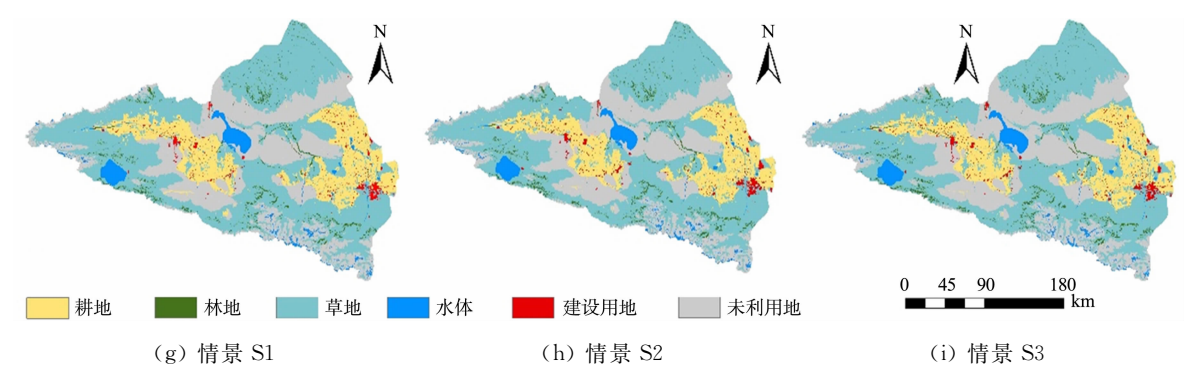 N N N
0 45 90 180
km
耕地 林地 草地 水体 建设用地 未利用地
(g) 情景 S1 (h) 情景 S2 (i) 情景 S3